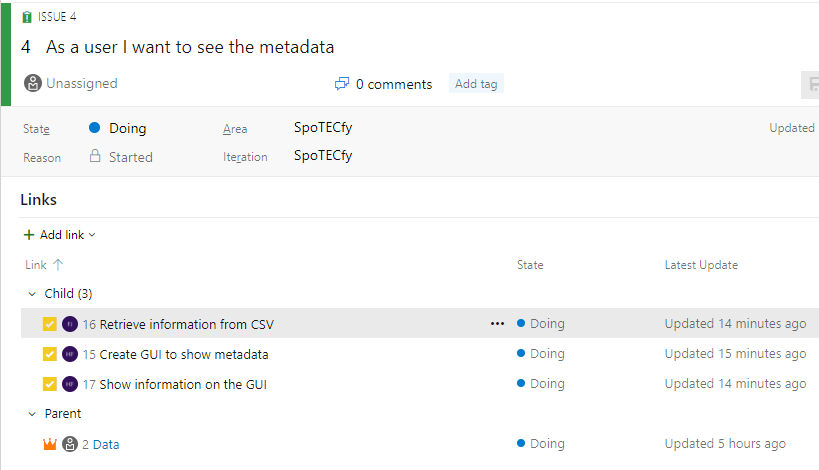 ISSUE 4
4 As a user I want to see the metadata
Unassigned 0 comments Add tag
State Doing Area SpoTECfy Updated
Reason Started Iteration SpoTECfy
Links
+ Add link
Link ↑ State Latest Update
Child (3)
16 Retrieve information from CSV ••• Doing Updated 14 minutes ago
HF 15 Create GUI to show metadata Doing Updated 15 minutes ago
HF 17 Show information on the GUI Doing Updated 14 minutes ago
Parent
2 Data Doing Updated 5 hours ago